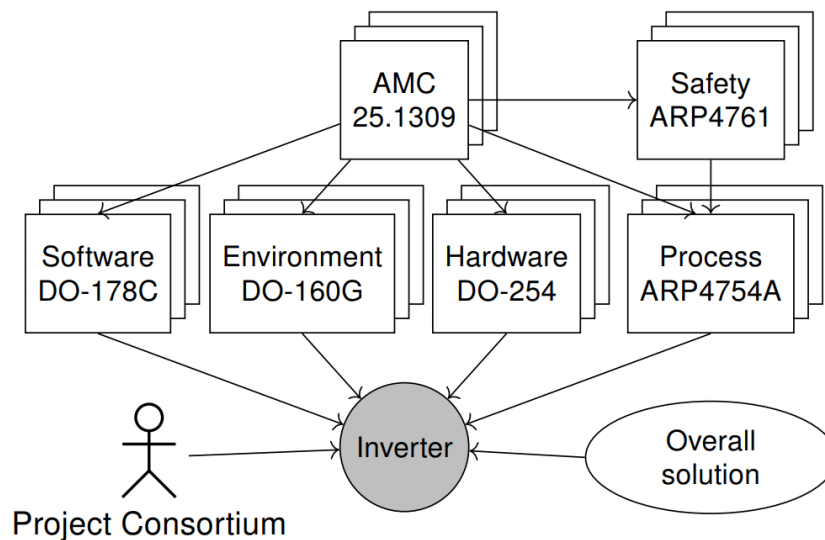 AMC
25.1309
Safety
ARP4761
Software
DO-178C
Environment
DO-160G
Hardware
DO-254
Process
ARP4754A
Inverter
Overall
solution
Project Consortium